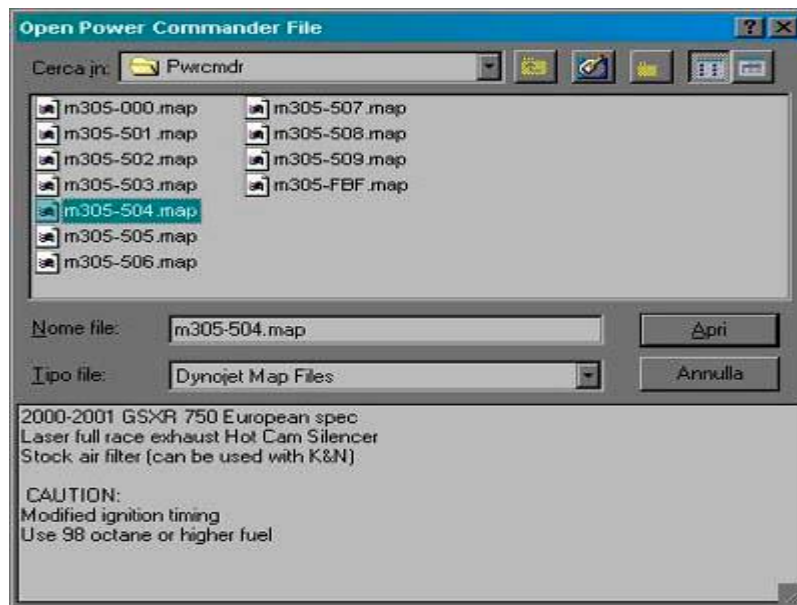 Open Power Commander File
Cerca in: Pwrcmdr
m305-000.map
m305-501.map
m305-502.map
m305-503.map
m305-504.map
m305-505.map
m305-506.map
m305-507.map
m305-508.map
m305-509.map
m305-FBF.map
Nome file: m305-504.map Apri
Tipo file: Dynojet Map Files Annulla
2000-2001 GSXR 750 European spec
Laser full race exhaust Hot Cam Silencer
Stock air filter (can be used with K&N)
CAUTION:
Modified ignition timing
Use 98 octane or higher fuel